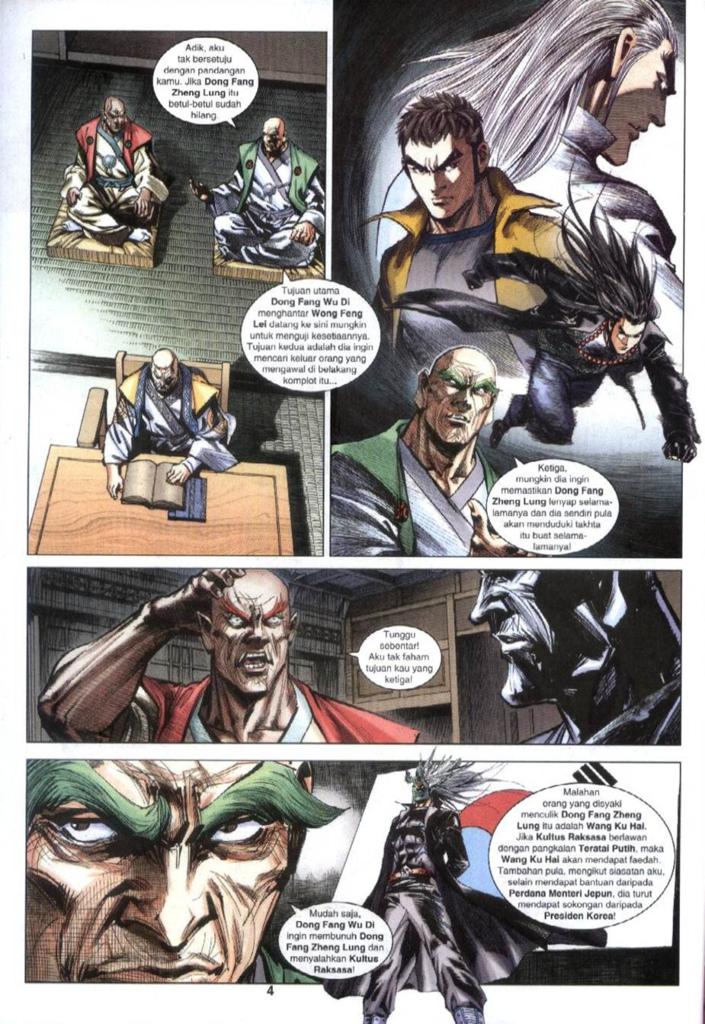 Adik, aku
tak bersetuju
dengan pandangan
kamu. Jika Dong Fang
Zheng Lung itu
betul-betul sudah
hilang.
Tujuan utama
Dong Fang Wu Di
menghantar Wong Feng
Lei datang ke sini mungkin
untuk menguji kesetiaannya.
Tujuan kedua adalah dia ingin
mencari keluar orang yang
mengawal di belakang
komplot itu...
Ketiga,
mungkin dia ingin
memastikan Dong Fang
Zheng Lung lenyap selama-
lamanya dan dia sendiri pula
akan menduduki takhta
itu buat selama-
lamanya!
Tunggu
sebentar!
Aku tak faham
tujuan kau yang
ketiga!
Mudah saja,
Dong Fang Wu Di
ingin membunuh Dong
Fang Zheng Lung dan
menyalahkan Kultus
Raksasa!
Malahan
orang yang disyaki
menculik Dong Fang Zheng
Lung itu adalah Wang Ku Hai.
Jika Kultus Raksasa berlawan
dengan pangkalan Teratai Putih, maka
Wang Ku Hai akan mendapat faedah.
Tambahan pula, mengikut siasatan aku,
selain mendapat bantuan daripada
Perdana Menteri Jepun, dia turut
mendapat sokongan daripada
Presiden Korea!
4